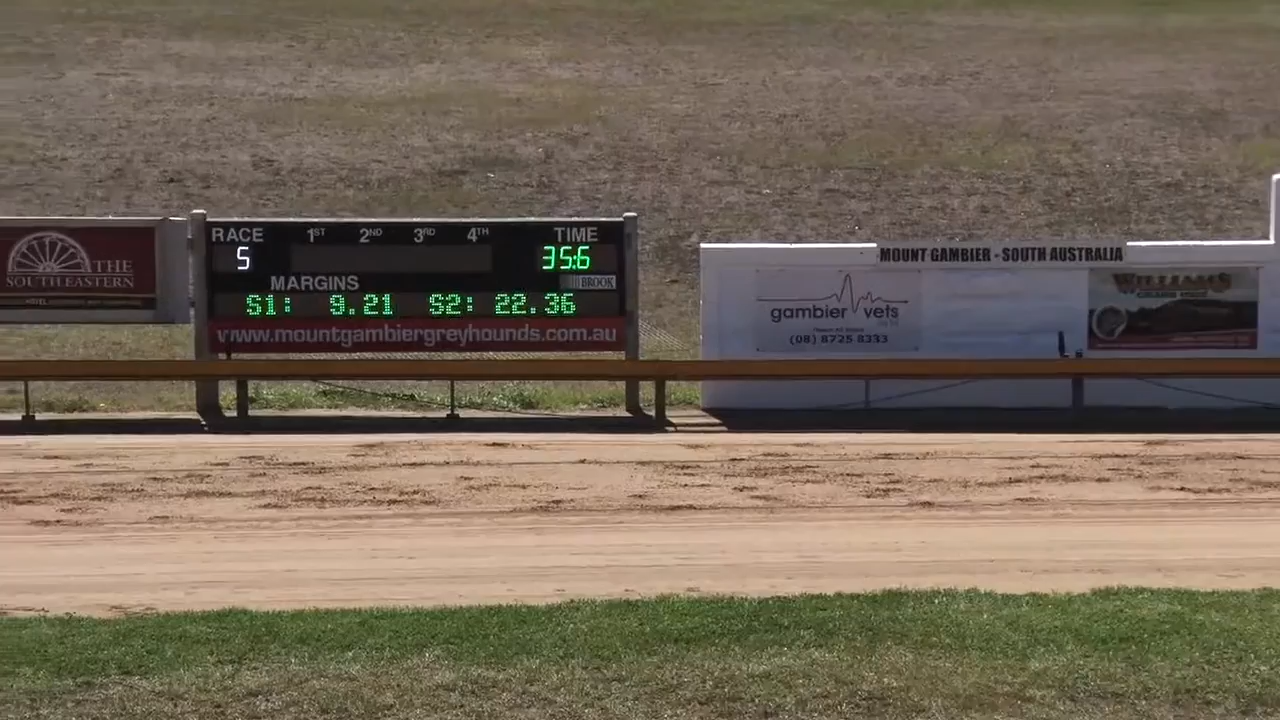 RACE 1ST 2ND 3RD 4TH TIME
5 35.6
MARGINS BROOK
S1: 9.21 S2: 22.36
www.mountgambiergreyhounds.com.au
THE
SOUTHEASTERN
HOTEL
MOUNT GAMBIER - SOUTH AUSTRALIA
gambier vets
(08) 8725 8333
WILLIAMS